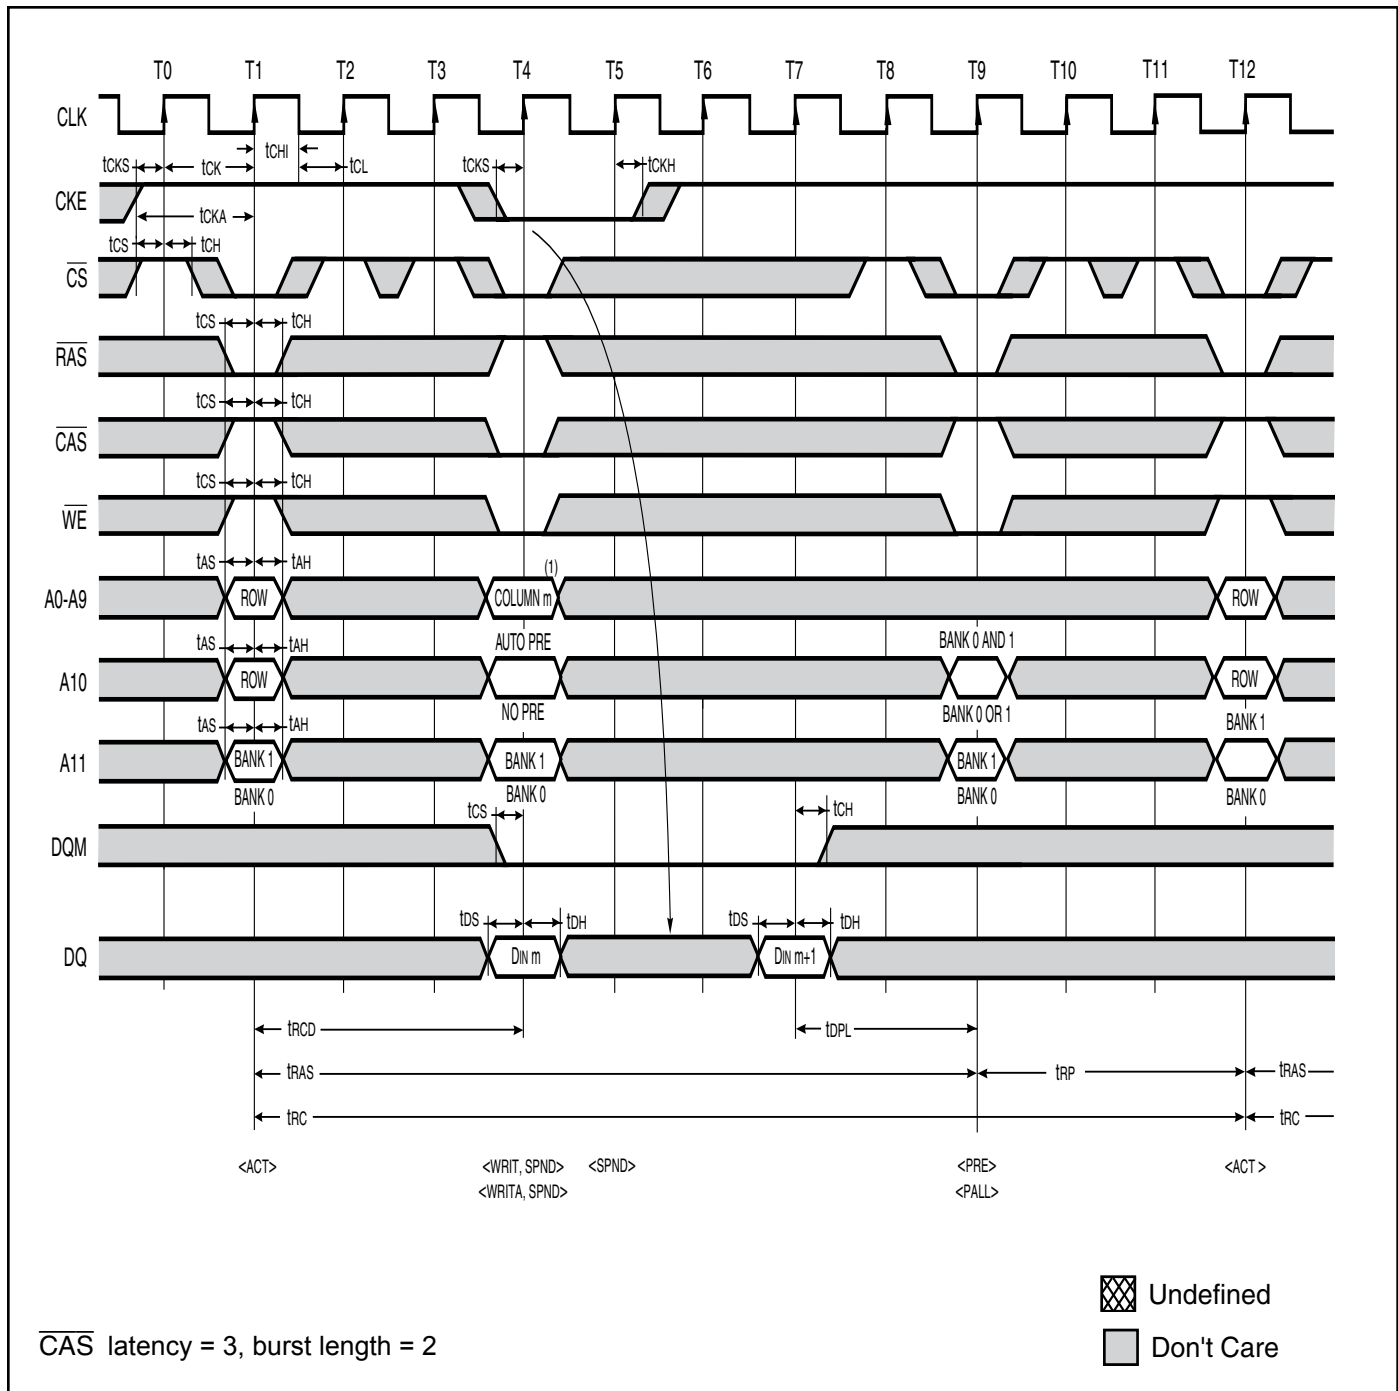 T0 T1 T2 T3 T4 T5 T6 T7 T8 T9 T10 T11 T12
CLK
tCHI
tCKS tCK tCL tCKS tCKH
CKE
tCKA
tCS tCH
CS
tCS tCH
RAS
tCS tCH
CAS
tCS tCH
WE
tAS tAH (1)
A0-A9 ROW COLUMN m ROW
tAS tAH AUTO PRE BANK 0 AND 1
A10 ROW ROW
NO PRE BANK 0 OR 1 BANK 1
tAS tAH
A11 BANK 1 BANK 1 BANK 1
BANK 0 BANK 0 BANK 0 BANK 0
tCS tCH
DQM
tDS tDH tDS tDH
DQ DIN m DIN m+1
tRCD tDPL
tRAS tRP tRAS
tRC tRC
<ACT> <WRIT, SPND> <SPND> <PRE> <ACT >
<WRITA, SPND> <PALL>
Undefined
CAS latency = 3, burst length = 2 Don't Care